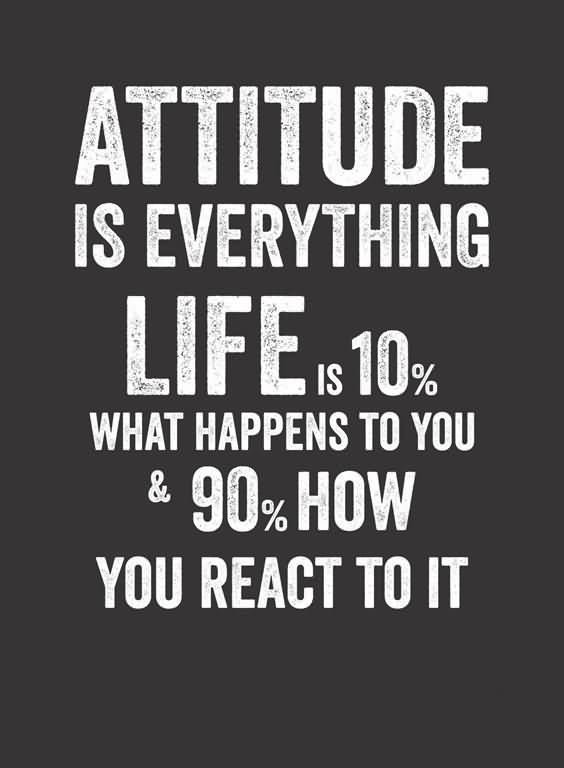 ATTITUDE
IS EVERYTHING
LIFE IS 10%
WHAT HAPPENS TO YOU
& 90% HOW
YOU REACT TO IT